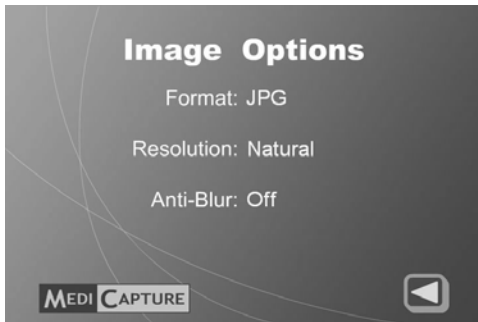 Image Options
Format: JPG
Resolution: Natural
Anti-Blur: Off
MEDI CAPTURE